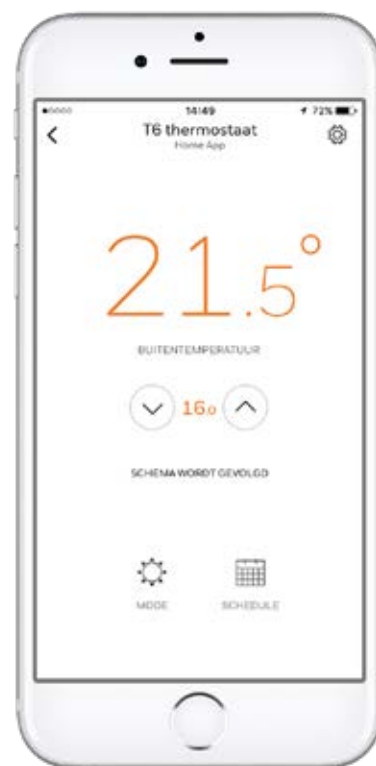 14:49
72%
T6 thermostaat
Home App
21.5°
BUITENTEMPERATUUR
16.0
SCHEMA WORDT GEVOLGD
MODE SCHEDULE